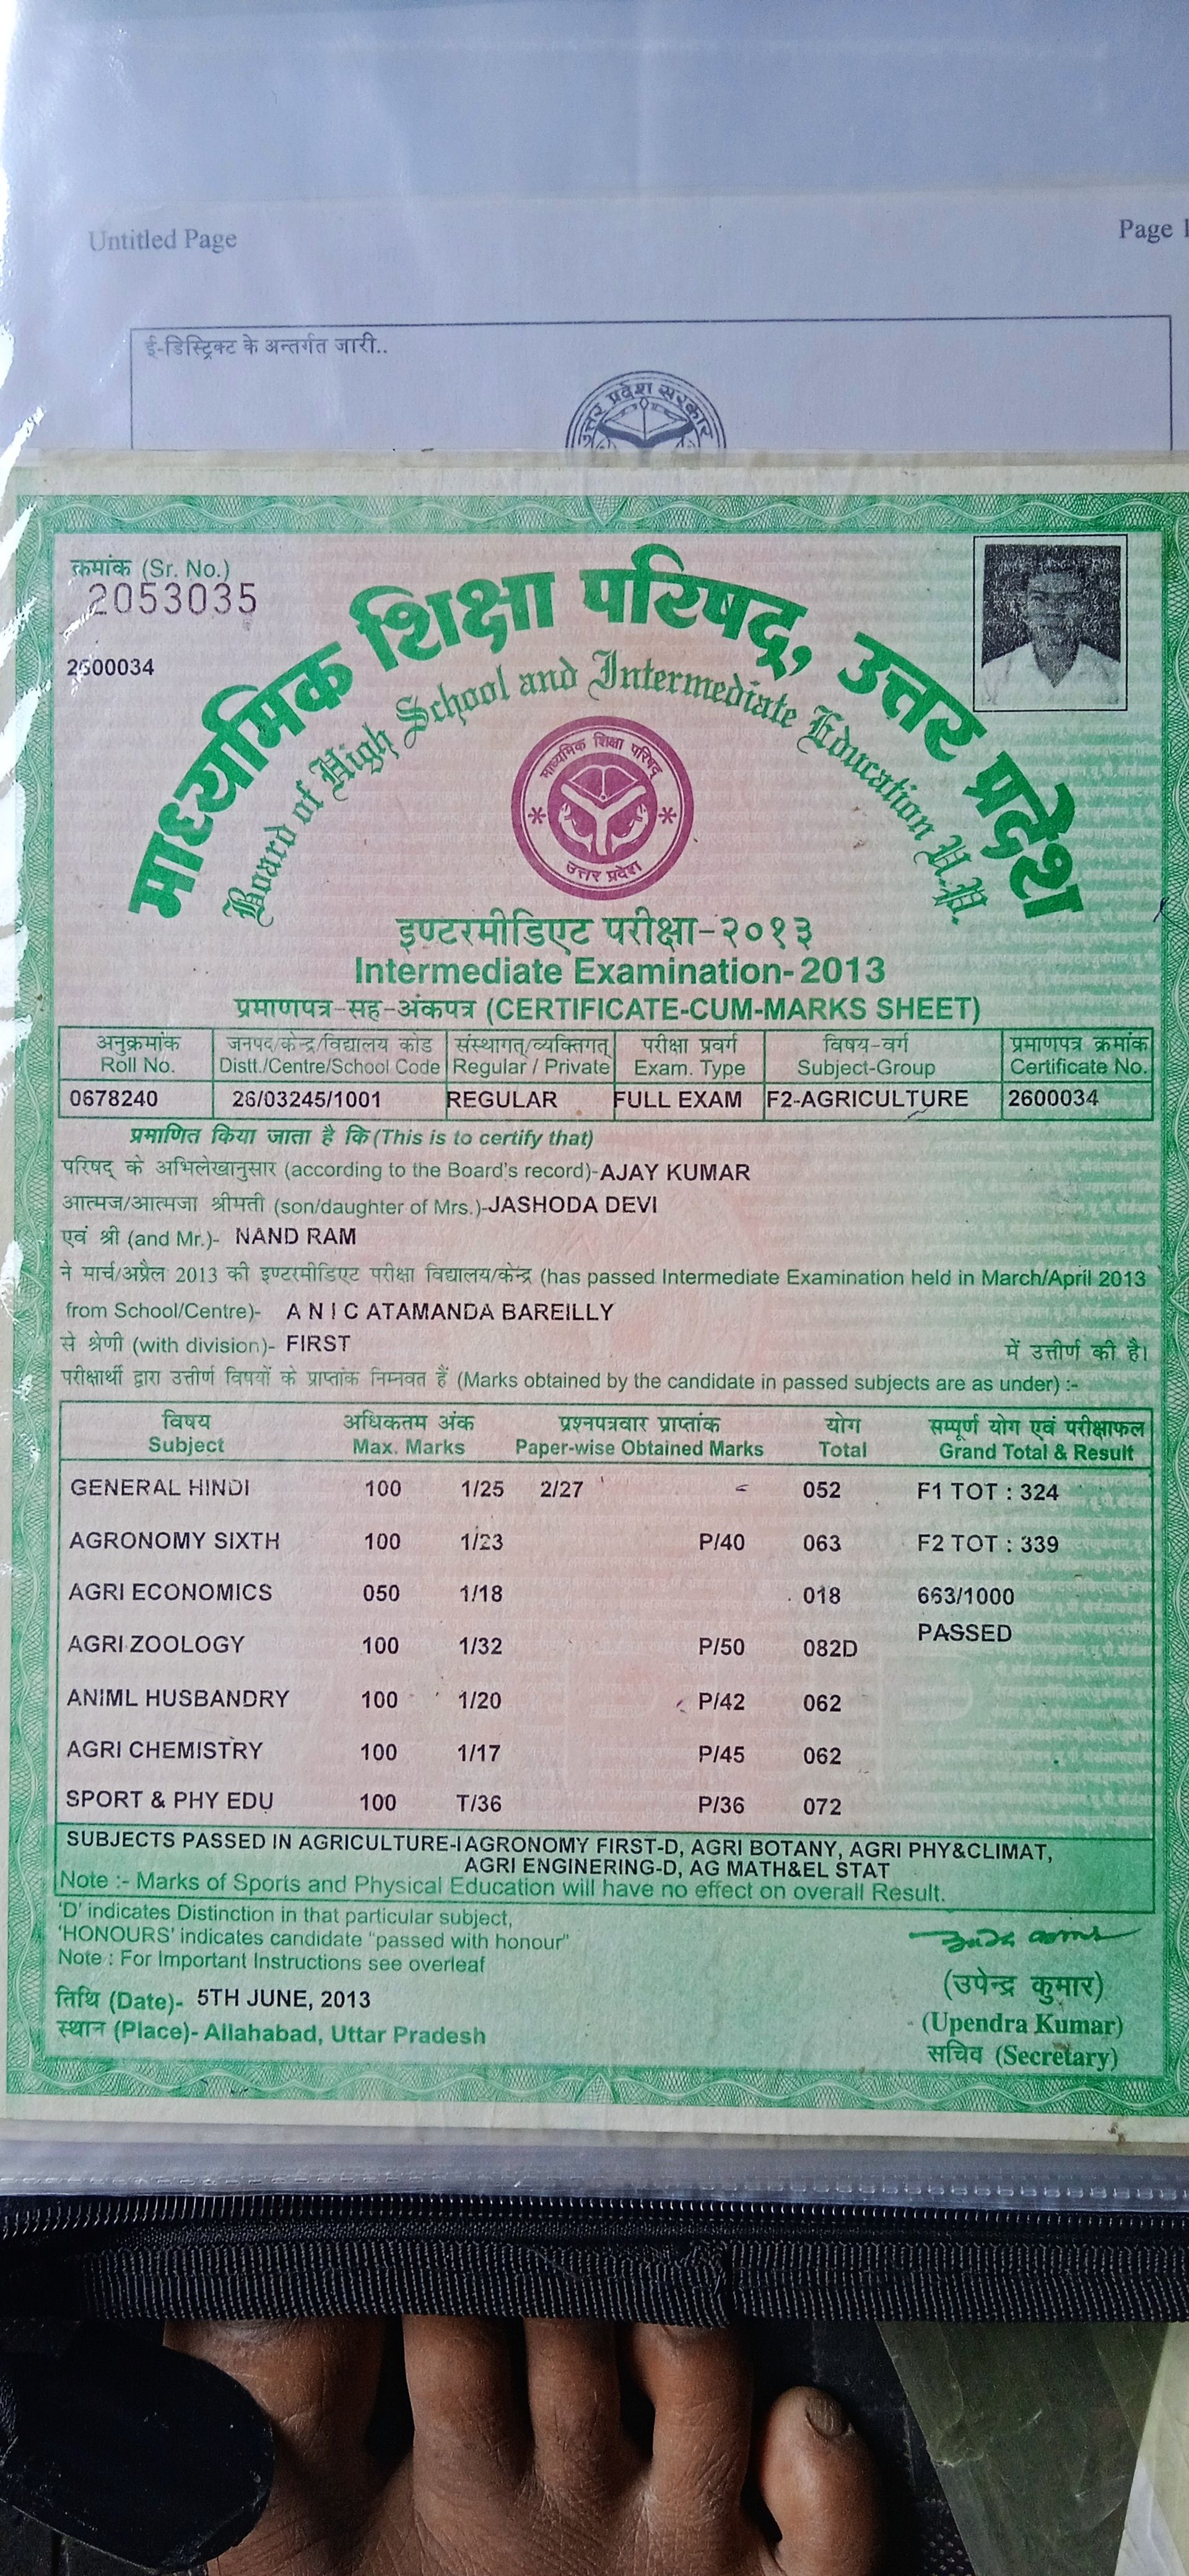 Untitled Page Page 1
ई-डिस्ट्रिक्ट के अन्तर्गत जारी..
उत्तर प्रदेश सरकार
क्रमांक (Sr. No.)
2053035
2600034
माध्यमिक शिक्षा परिषद्, उत्तर प्रदेश
Board of High School and Intermediate Education U.P.
माध्यमिक शिक्षा परिषद्
उत्तर प्रदेश
इण्टरमीडिएट परीक्षा-२०१३
Intermediate Examination-2013
प्रमाणपत्र-सह-अंकपत्र (CERTIFICATE-CUM-MARKS SHEET)
अनुक्रमांक जनपद/केन्द्र/विद्यालय कोड संस्थागत्/व्यक्तिगत् परीक्षा प्रवर्ग विषय-वर्ग प्रमाणपत्र क्रमांक
Roll No. Distt./Centre/School Code Regular / Private Exam. Type Subject-Group Certificate No.
0678240 26/03245/1001 REGULAR FULL EXAM F2-AGRICULTURE 2600034
प्रमाणित किया जाता है कि (This is to certify that)
परिषद् के अभिलेखानुसार (according to the Board's record)-AJAY KUMAR
आत्मज/आत्मजा श्रीमती (son/daughter of Mrs.)-JASHODA DEVI
एवं श्री (and Mr.)- NAND RAM
ने मार्च/अप्रैल 2013 की इण्टरमीडिएट परीक्षा विद्यालय/केन्द्र (has passed Intermediate Examination held in March/April 2013
from School/Centre)- A N I C ATAMANDA BAREILLY
से श्रेणी (with division)- FIRST में उत्तीर्ण की है।
परीक्षार्थी द्वारा उत्तीर्ण विषयों के प्राप्तांक निम्नवत हैं (Marks obtained by the candidate in passed subjects are as under) :-
विषय अधिकतम अंक प्रश्नपत्रवार प्राप्तांक योग सम्पूर्ण योग एवं परीक्षाफल
Subject Max. Marks Paper-wise Obtained Marks Total Grand Total & Result
GENERAL HINDI 100 1/25 2/27 052 F1 TOT : 324
AGRONOMY SIXTH 100 1/23 P/40 063 F2 TOT : 339
AGRI ECONOMICS 050 1/18 018 663/1000
PASSED
AGRI ZOOLOGY 100 1/32 P/50 082D
ANIML HUSBANDRY 100 1/20 P/42 062
AGRI CHEMISTRY 100 1/17 P/45 062
SPORT & PHY EDU 100 T/36 P/36 072
SUBJECTS PASSED IN AGRICULTURE-I AGRONOMY FIRST-D, AGRI BOTANY, AGRI PHY&CLIMAT,
AGRI ENGINERING-D, AG MATH&EL STAT
Note :- Marks of Sports and Physical Education will have no effect on overall Result.
'D' indicates Distinction in that particular subject,
'HONOURS' indicates candidate "passed with honour"
Note : For Important Instructions see overleaf
तिथि (Date)- 5TH JUNE, 2013
स्थान (Place)- Allahabad, Uttar Pradesh
(उपेन्द्र कुमार)
(Upendra Kumar)
सचिव (Secretary)